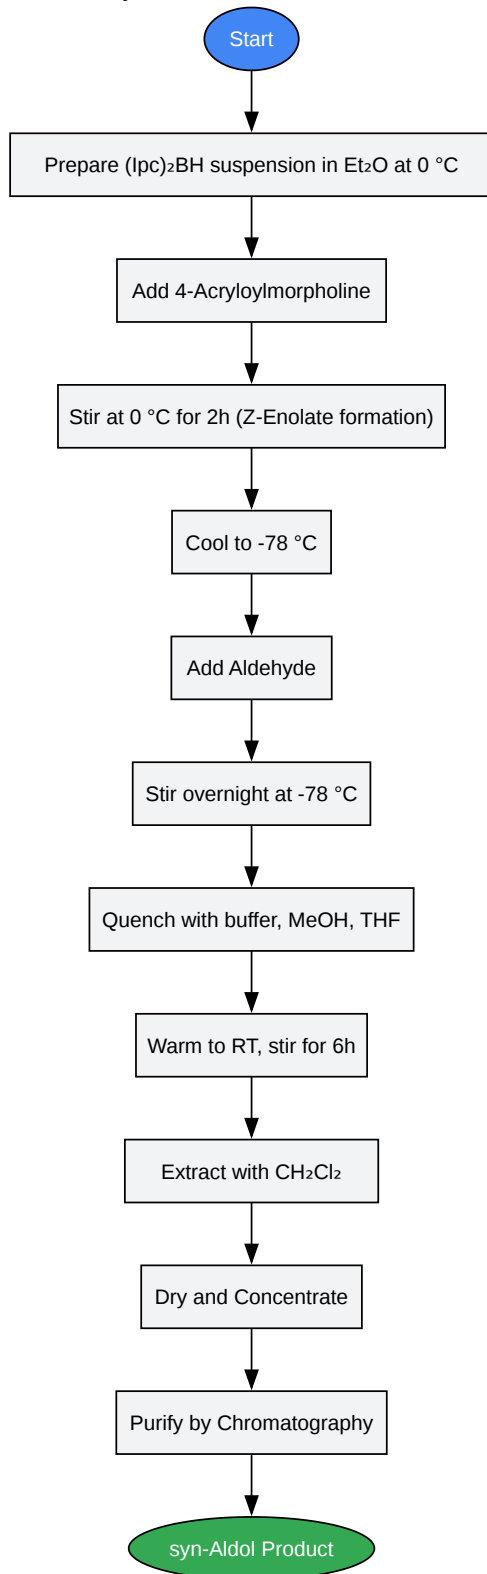 Start
Prepare (Ipc)₂BH suspension in Et₂O at 0 °C
Add 4-Acryloylmorpholine
Stir at 0 °C for 2h (Z-Enolate formation)
Cool to -78 °C
Add Aldehyde
Stir overnight at -78 °C
Quench with buffer, MeOH, THF
Warm to RT, stir for 6h
Extract with CH₂Cl₂
Dry and Concentrate
Purify by Chromatography
syn-Aldol Product